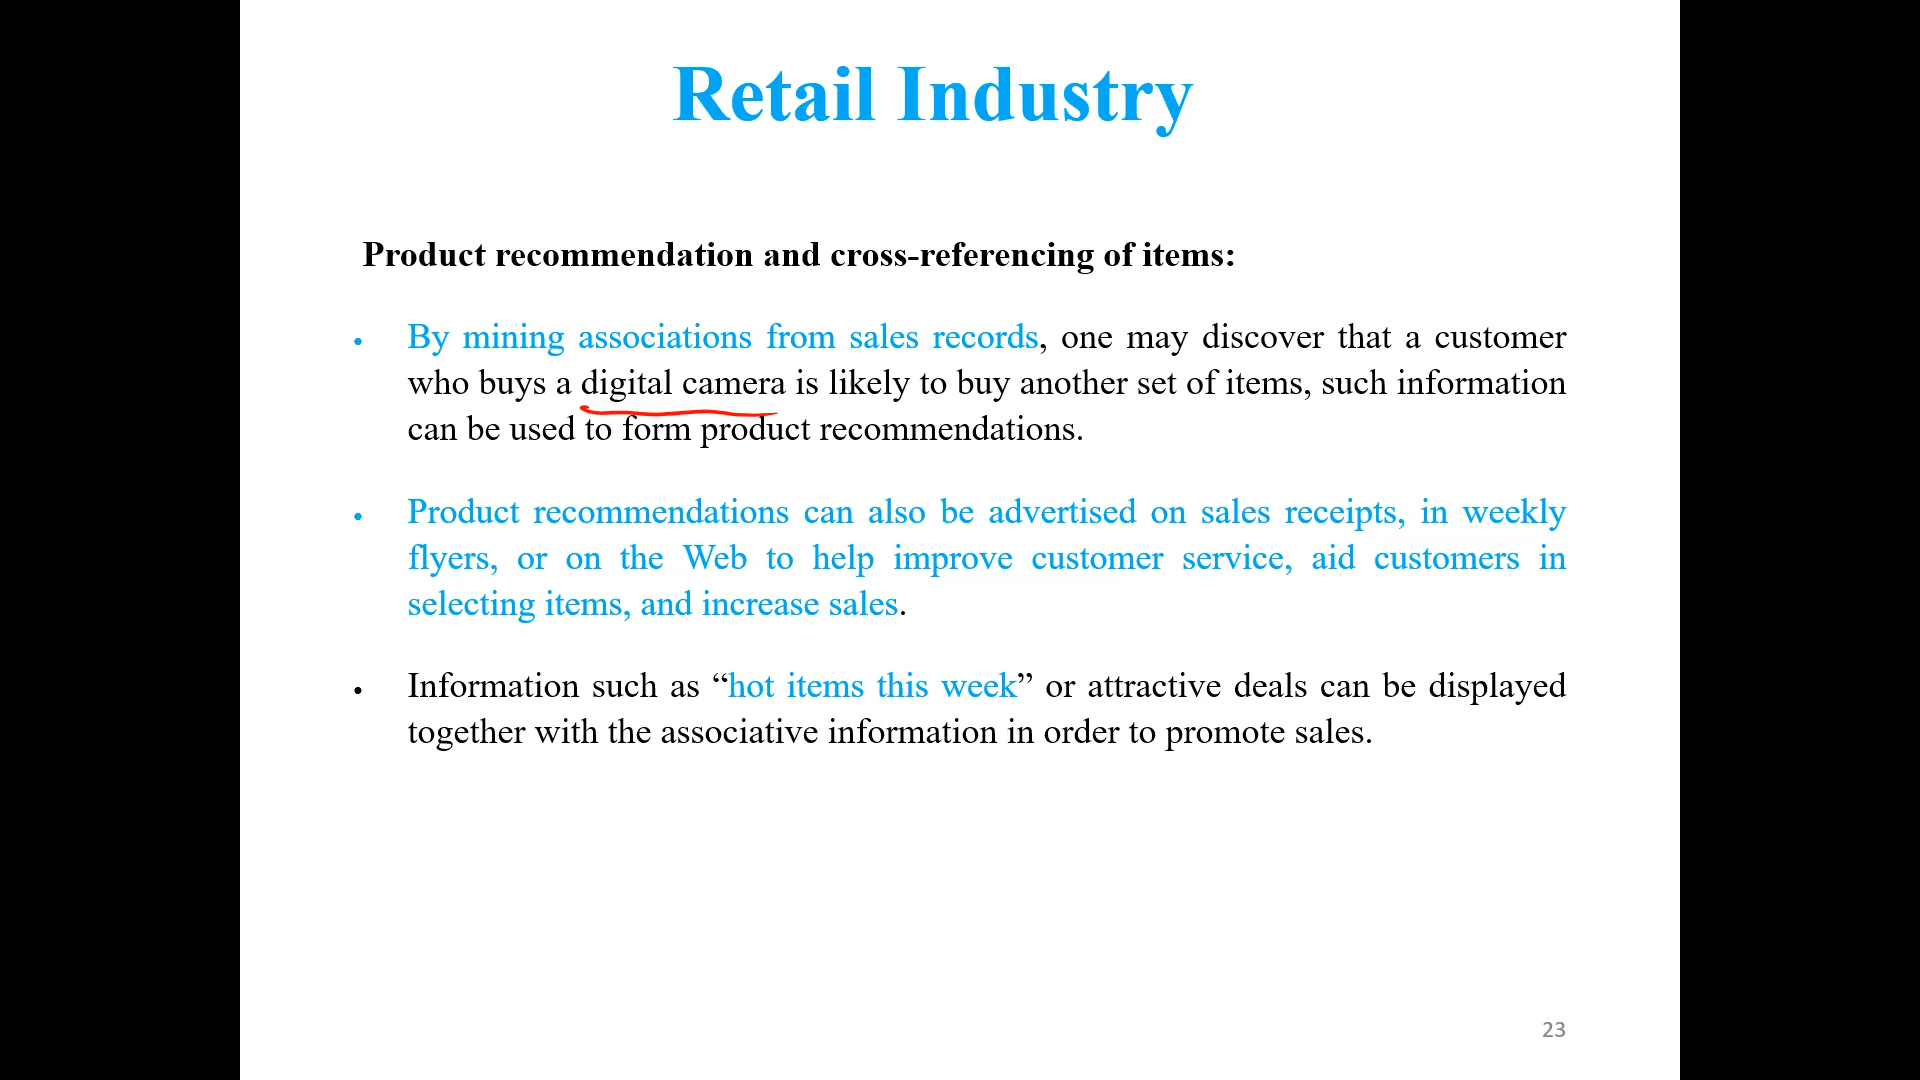 Retail Industry
Product recommendation and cross-referencing of items:
• By mining associations from sales records, one may discover that a customer
who buys a digital camera is likely to buy another set of items, such information
can be used to form product recommendations.
• Product recommendations can also be advertised on sales receipts, in weekly
flyers, or on the Web to help improve customer service, aid customers in
selecting items, and increase sales.
• Information such as “hot items this week” or attractive deals can be displayed
together with the associative information in order to promote sales.
23